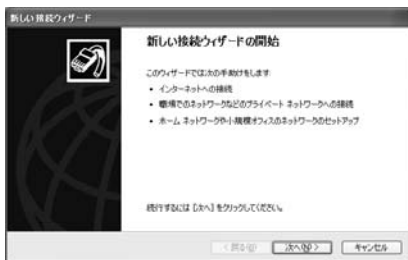 新しい接続ウィザード
新しい接続ウィザードの開始
このウィザードでは次の手助けをします:
• インターネットへの接続
• 職場でのネットワークなどのプライベート ネットワークへの接続
• ホーム ネットワークや小規模オフィスのネットワークのセットアップ
続行するには [次へ] をクリックしてください。
< 戻る(B) 次へ(N) > キャンセル